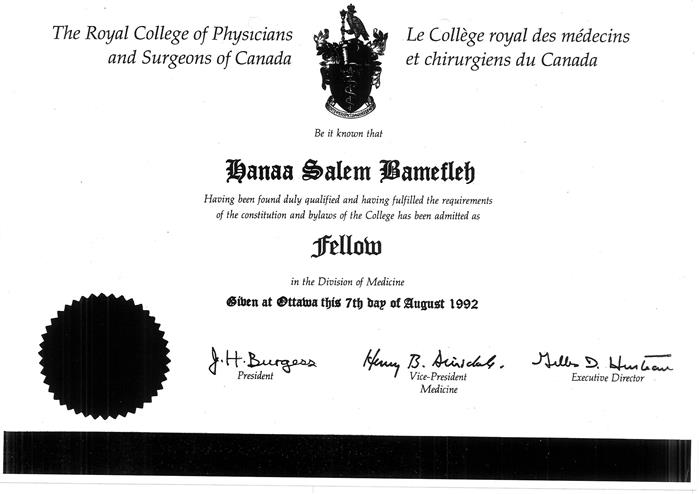 The Royal College of Physicians
and Surgeons of Canada
Le Collège royal des médecins
et chirurgiens du Canada
Be it known that
Hanaa Salem Bamefleh
Having been found duly qualified and having fulfilled the requirements
of the constitution and bylaws of the College has been admitted as
Fellow
in the Division of Medicine
Given at Ottawa this 7th day of August 1992
J. H. Burgess
Henry B.
Gilles D.
President
Vice-President
Medicine
Executive Director